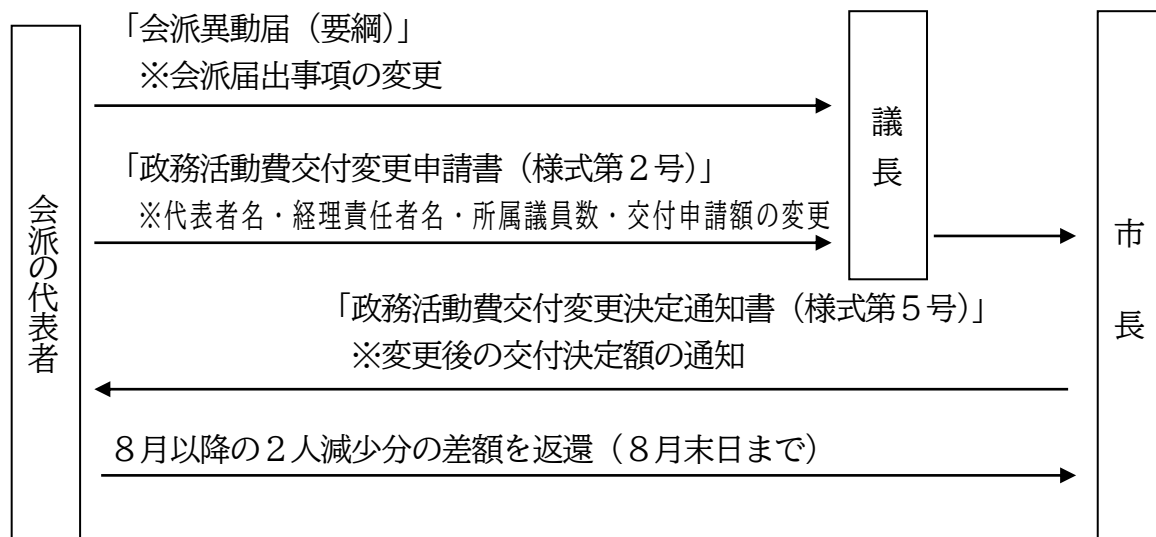 「会派異動届（要綱）」
※会派届出事項の変更
「政務活動費交付変更申請書（様式第２号）」
※代表者名・経理責任者名・所属議員数・交付申請額の変更
「政務活動費交付変更決定通知書（様式第５号）」
※変更後の交付決定額の通知
８月以降の２人減少分の差額を返還（８月末日まで）
会派の代表者
議長
市長